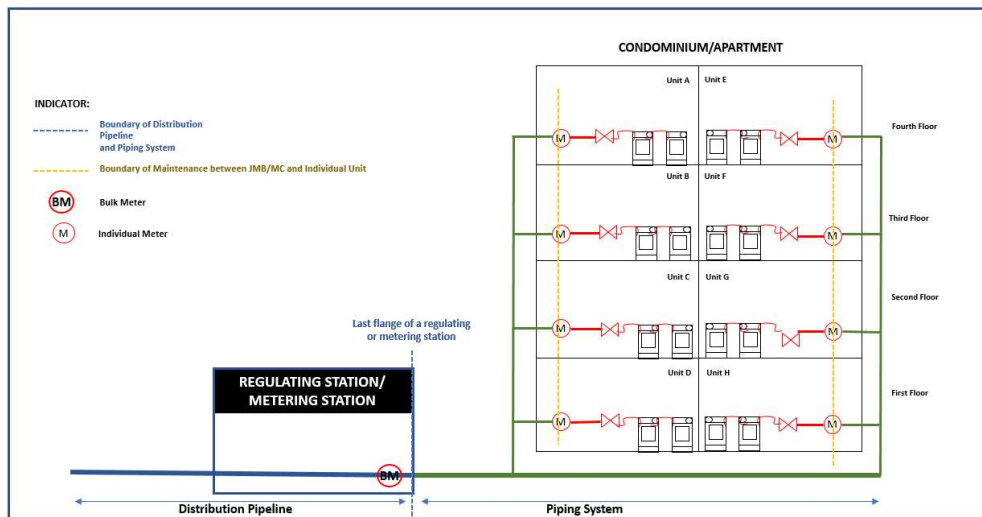 CONDOMINIUM/APARTMENT
Unit A
Unit E
INDICATOR:
Boundary of Distribution
Pipeline
and Piping System
Boundary of Maintenance between JMB/MC and Individual Unit
BM
Bulk Meter
M
Individual Meter
M
M
Fourth Floor
Unit B
Unit F
M
M
Third Floor
Unit C
Unit G
M
M
Second Floor
Last flange of a regulating
or metering station
Unit D
Unit H
M
M
First Floor
REGULATING STATION/
METERING STATION
BM
Distribution Pipeline
Piping System